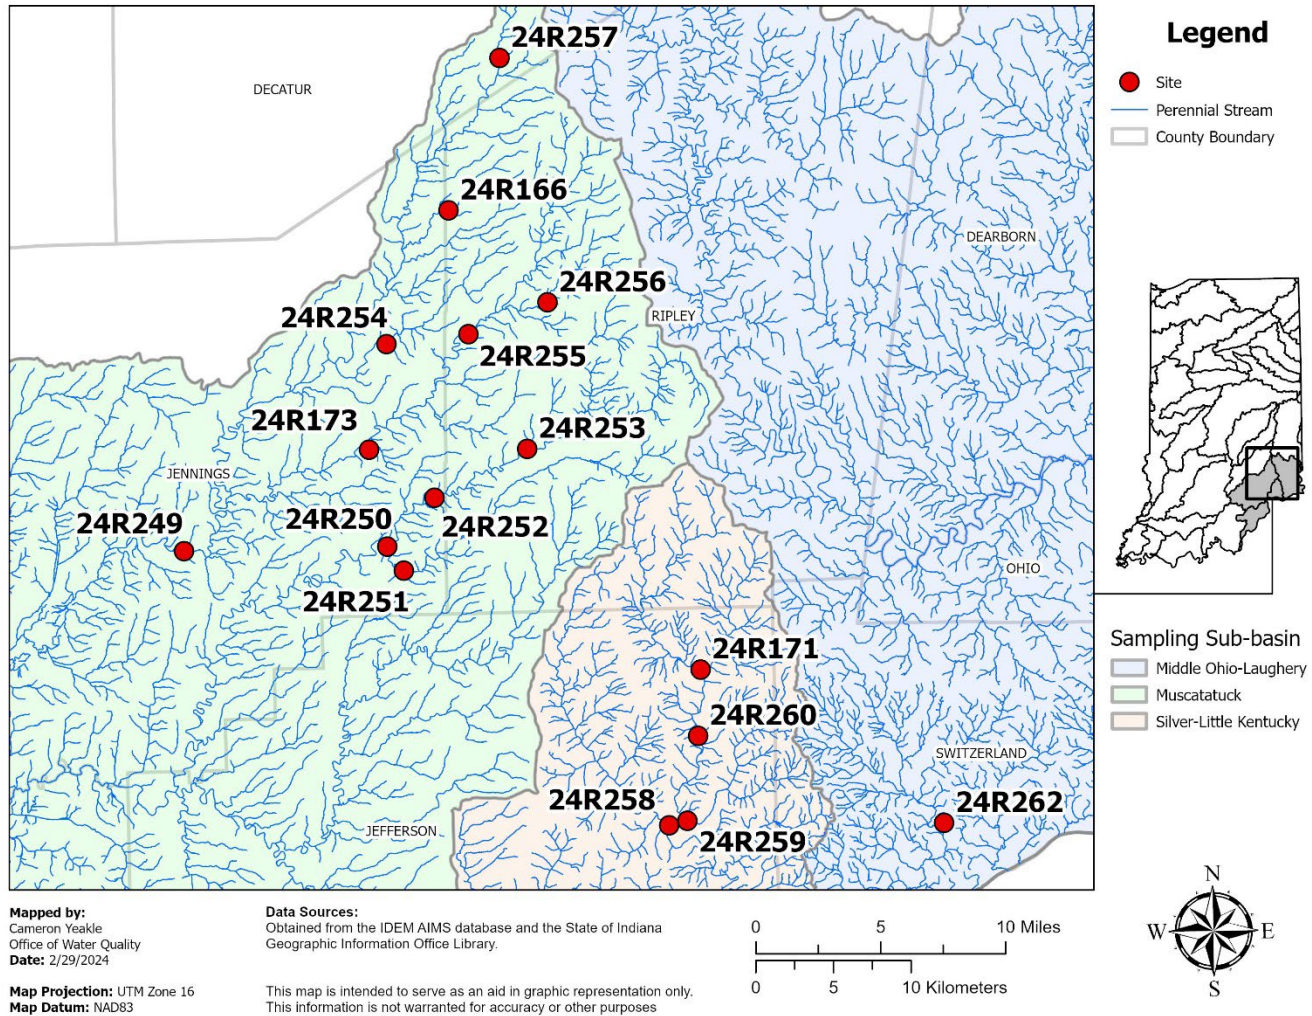 24R257
DECATUR
24R166
DEARBORN
24R256
24R254
RIPLEY
24R255
24R173
24R253
JENNINGS
24R249
24R250
24R252
24R251
OHIO
24R171
24R260
SWITZERLAND
24R258
24R262
JEFFERSON
24R259
Legend
Site
Perennial Stream
County Boundary
Sampling Sub-basin
Middle Ohio-Laughery
Muscatatuck
Silver-Little Kentucky
Mapped by:
Cameron Yeakle
Office of Water Quality
Date: 2/29/2024
Map Projection: UTM Zone 16
Map Datum: NAD83
Data Sources:
Obtained from the IDEM AIMS database and the State of Indiana
Geographic Information Office Library.
This map is intended to serve as an aid in graphic representation only.
This information is not warranted for accuracy or other purposes
0 5 10 Miles
0 5 10 Kilometers
N
W E
S